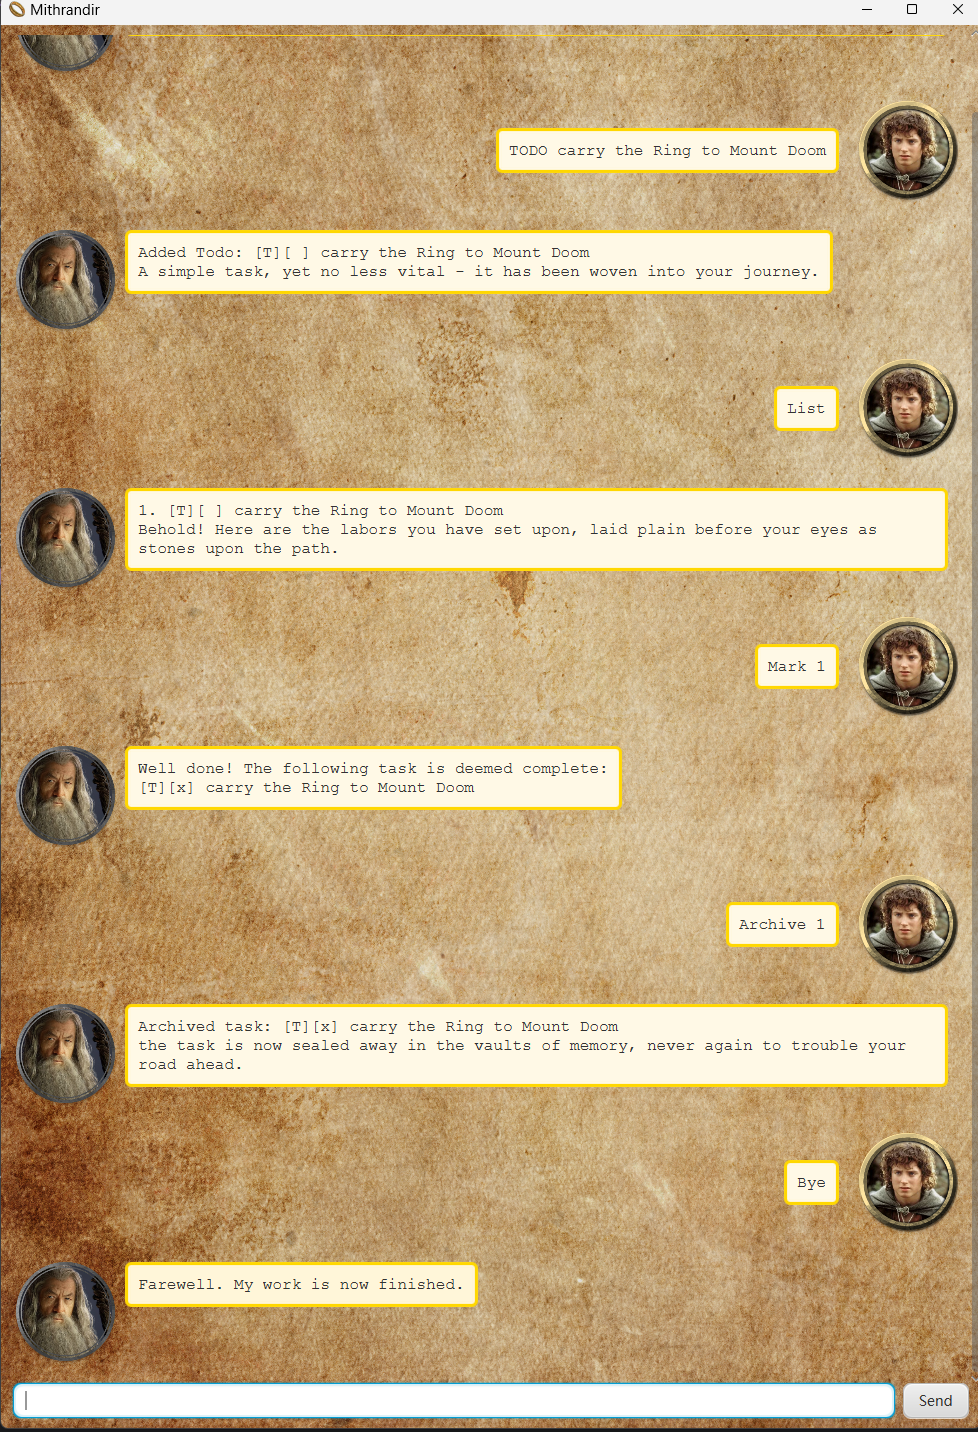 Mithrandir
TODO carry the Ring to Mount Doom
Added Todo: [T][ ] carry the Ring to Mount Doom
A simple task, yet no less vital - it has been woven into your journey.
List
1. [T][ ] carry the Ring to Mount Doom
Behold! Here are the labors you have set upon, laid plain before your eyes as
stones upon the path.
Mark 1
Well done! The following task is deemed complete:
[T][x] carry the Ring to Mount Doom
Archive 1
Archived task: [T][x] carry the Ring to Mount Doom
the task is now sealed away in the vaults of memory, never again to trouble your
road ahead.
Bye
Farewell. My work is now finished.
Send